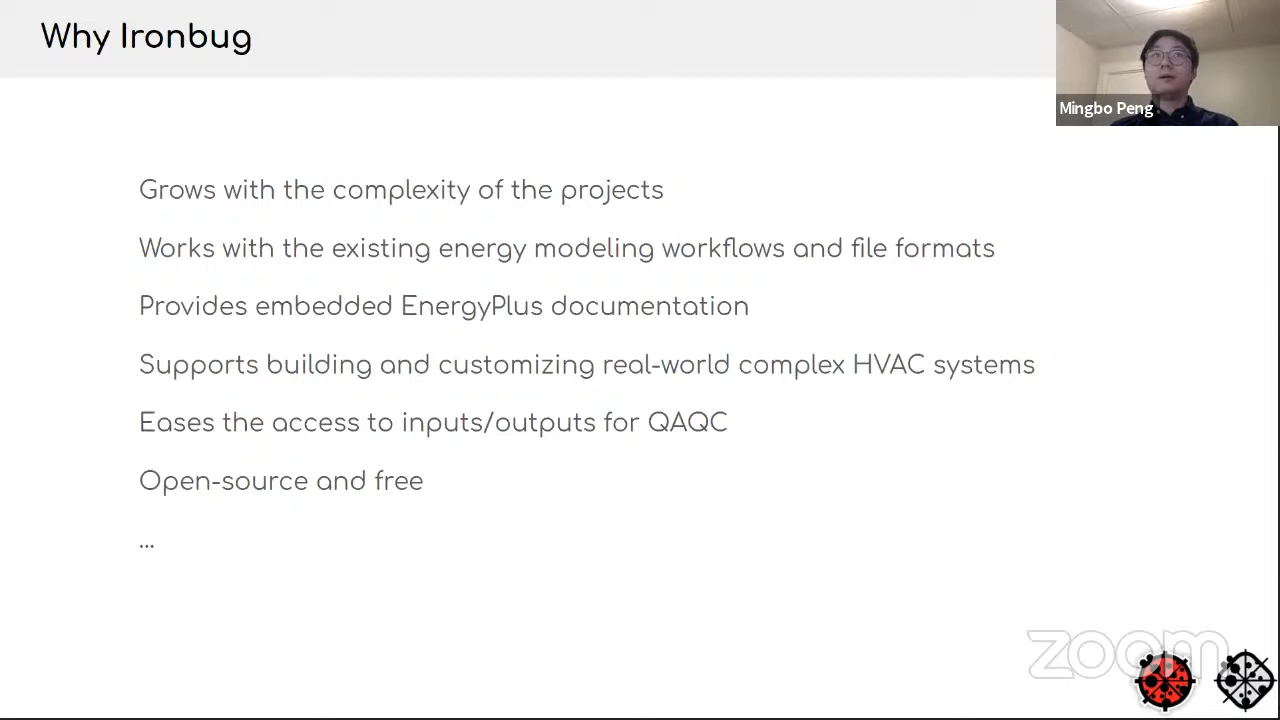 Why Ironbug
Mingbo Peng
Grows with the complexity of the projects
Works with the existing energy modeling workflows and file formats
Provides embedded EnergyPlus documentation
Supports building and customizing real-world complex HVAC systems
Eases the access to inputs/outputs for QAQC
Open-source and free
...
zoom